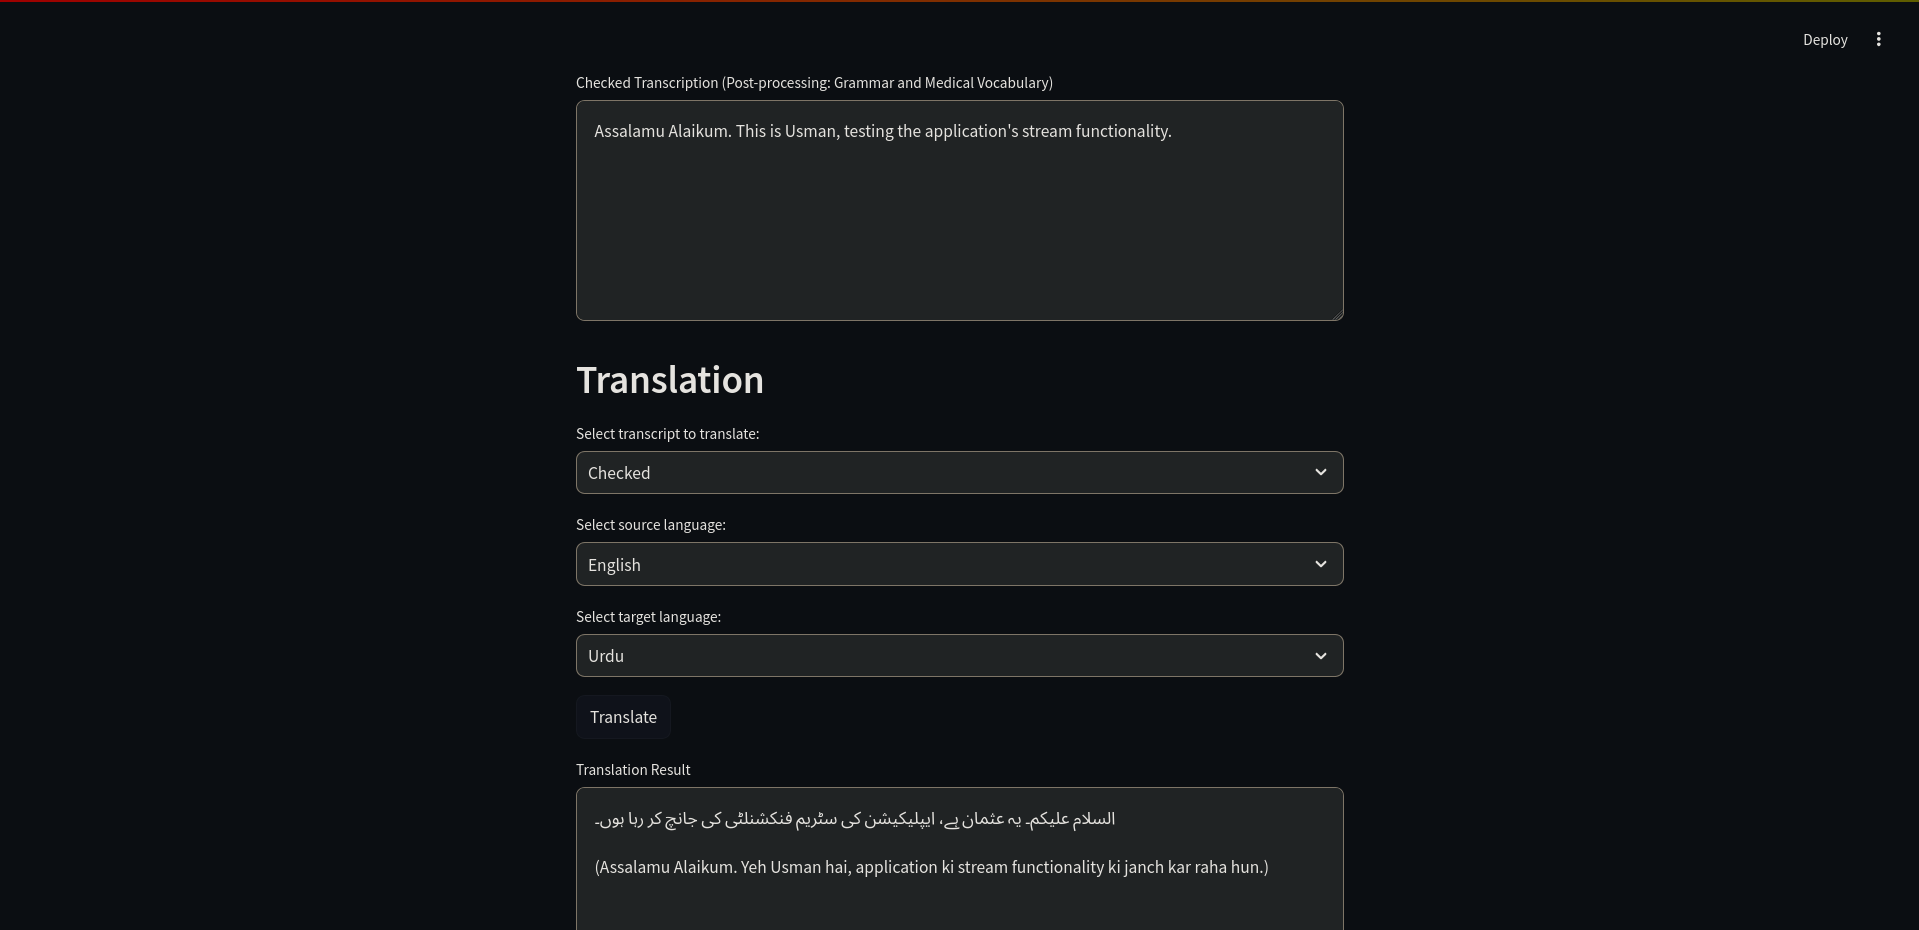 Deploy
Checked Transcription (Post-processing: Grammar and Medical Vocabulary)
Assalamu Alaikum. This is Usman, testing the application's stream functionality.
Translation
Select transcript to translate:
Checked
Select source language:
English
Select target language:
Urdu
Translate
Translation Result
السلام علیکم۔ یہ عثمان ہے، ایپلیکیشن کی سٹریم فنکشنلٹی کی جانچ کر رہا ہوں۔
(Assalamu Alaikum. Yeh Usman hai, application ki stream functionality ki janch kar raha hun.)